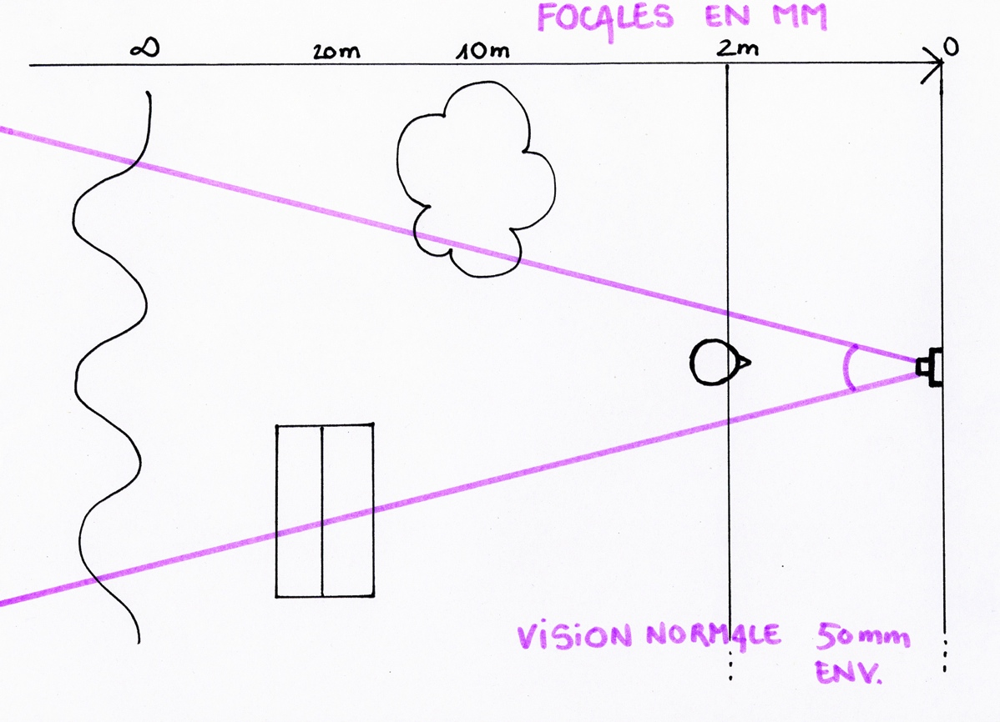 FOCALES EN MM
∞ 20m 10m 2m 0
VISION NORMALE 50mm
ENV.